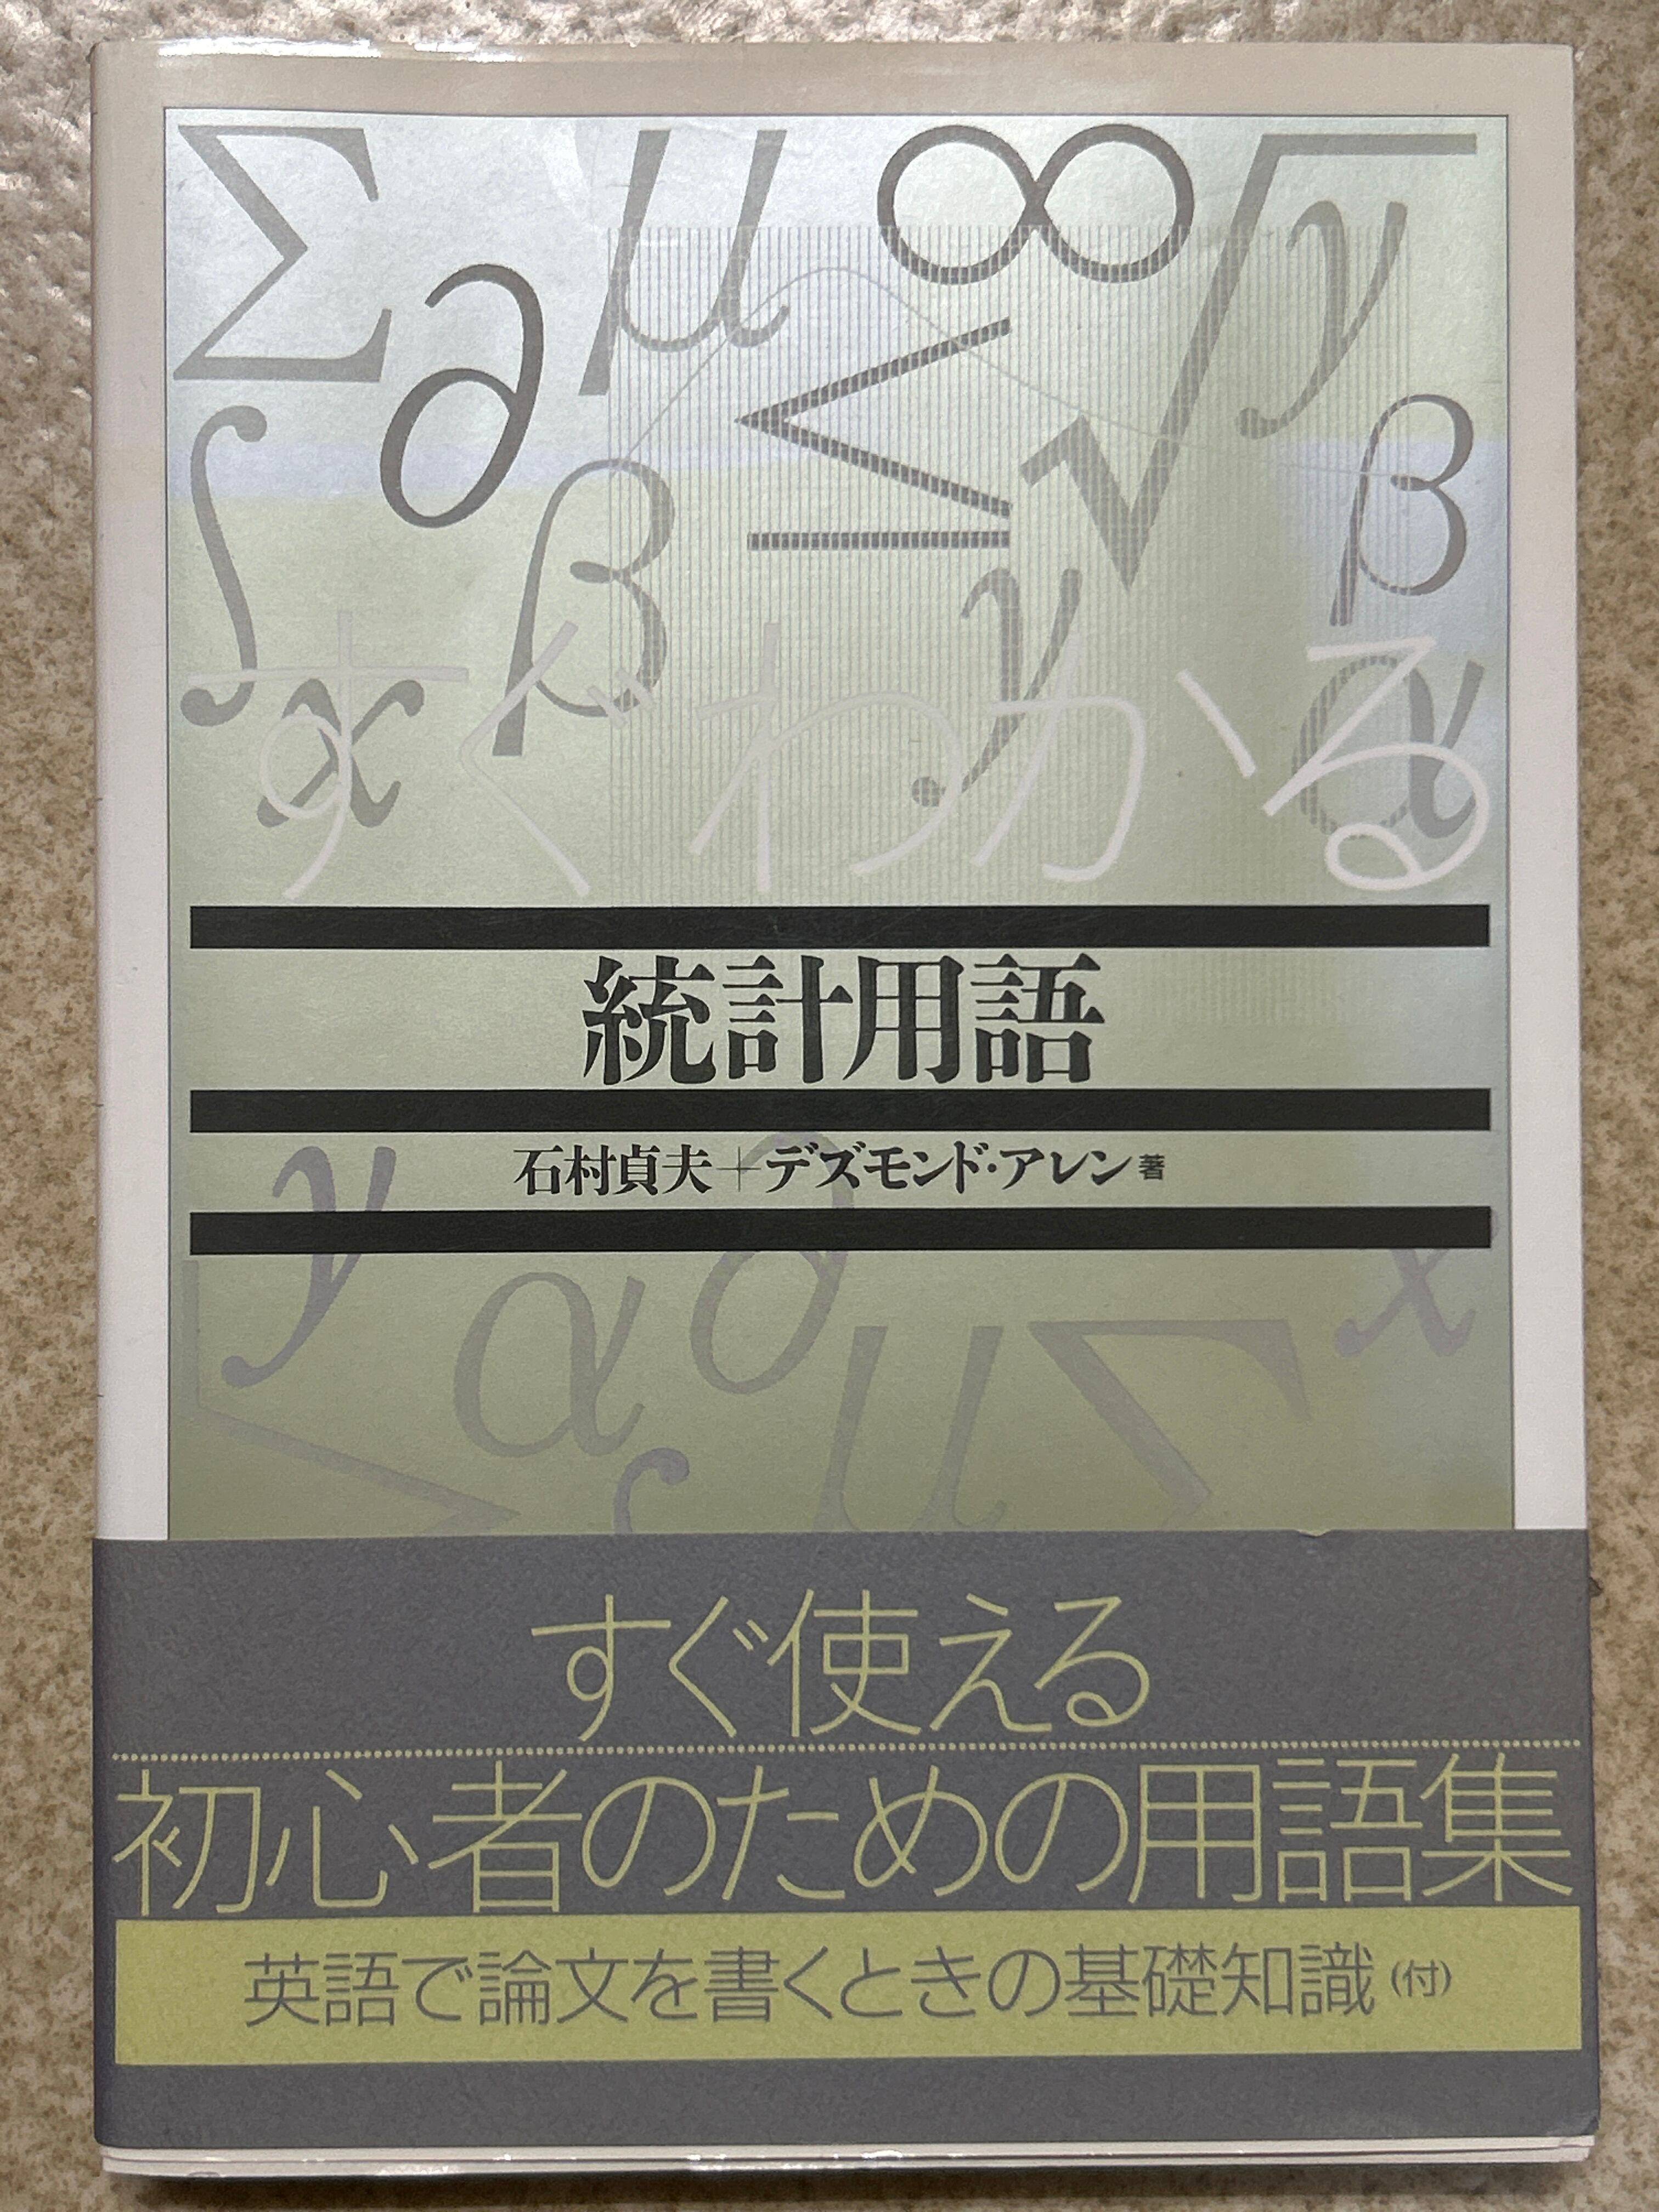 Σ ∂ μ ∞ ≤ √y
∫ β γ β
x α
すぐわかる
統計用語
石村貞夫+デズモンド・アレン 著
y α ∂ μ Σ x
すぐ使える
初心者のための用語集
英語で論文を書くときの基礎知識(付)